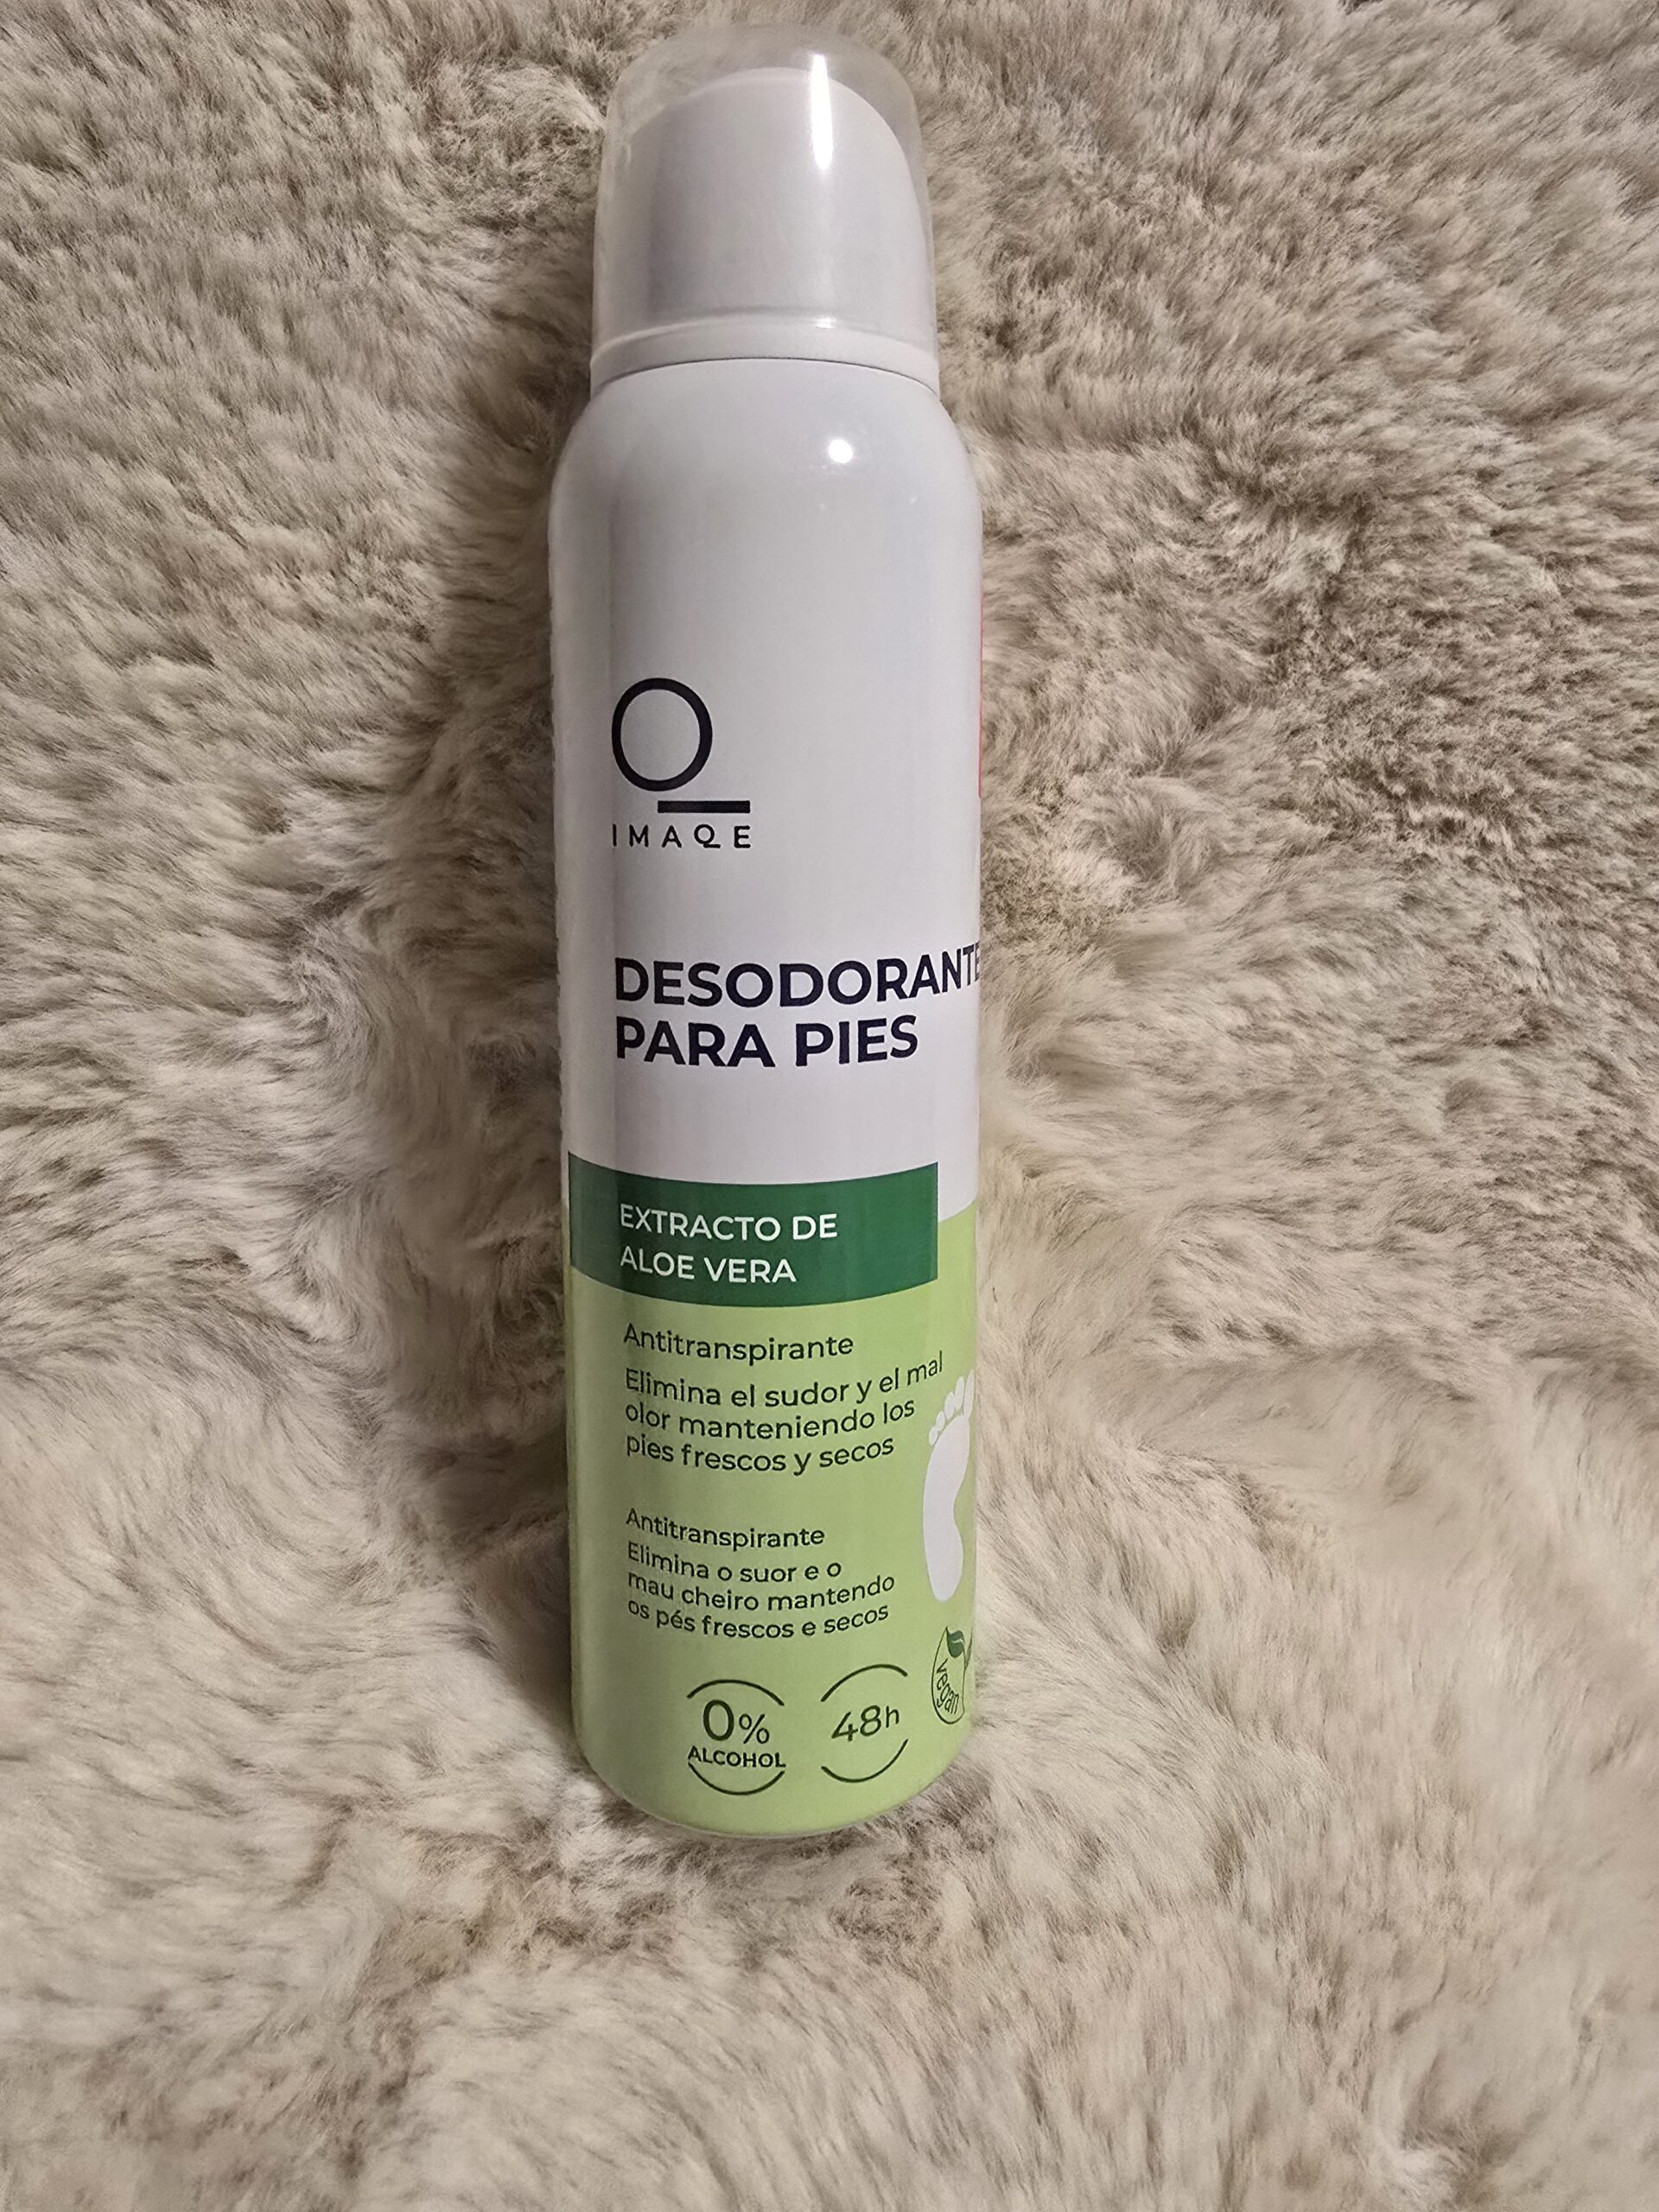 IMAQE
DESODORANTE
PARA PIES
EXTRACTO DE
ALOE VERA
Antitranspirante
Elimina el sudor y el mal
olor manteniendo los
pies frescos y secos
Antitranspirante
Elimina o suor e o
mau cheiro mantendo
os pés frescos e secos
0%
ALCOHOL
48h
vegan